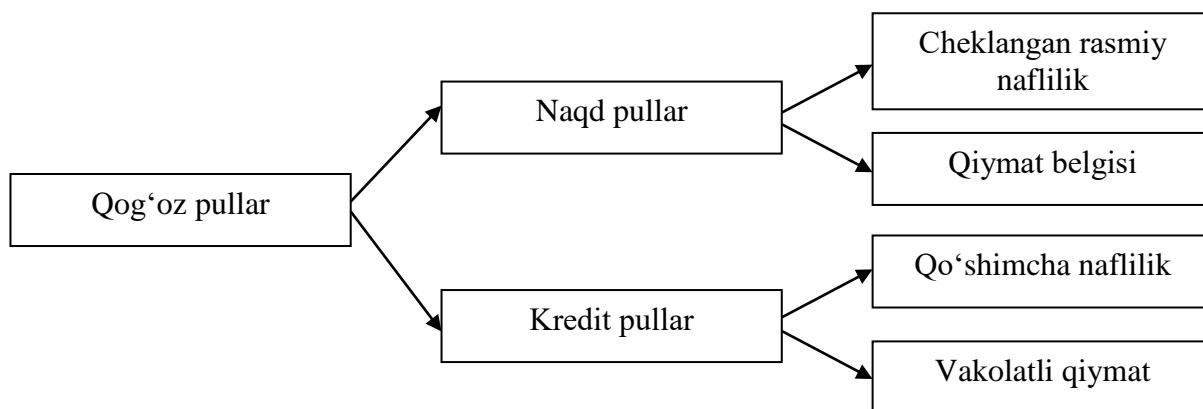 Cheklangan rasmiy
naflilik
Naqd pullar
Qiymat belgisi
Qog‘oz pullar
Qo‘shimcha naflilik
Kredit pullar
Vakolatli qiymat